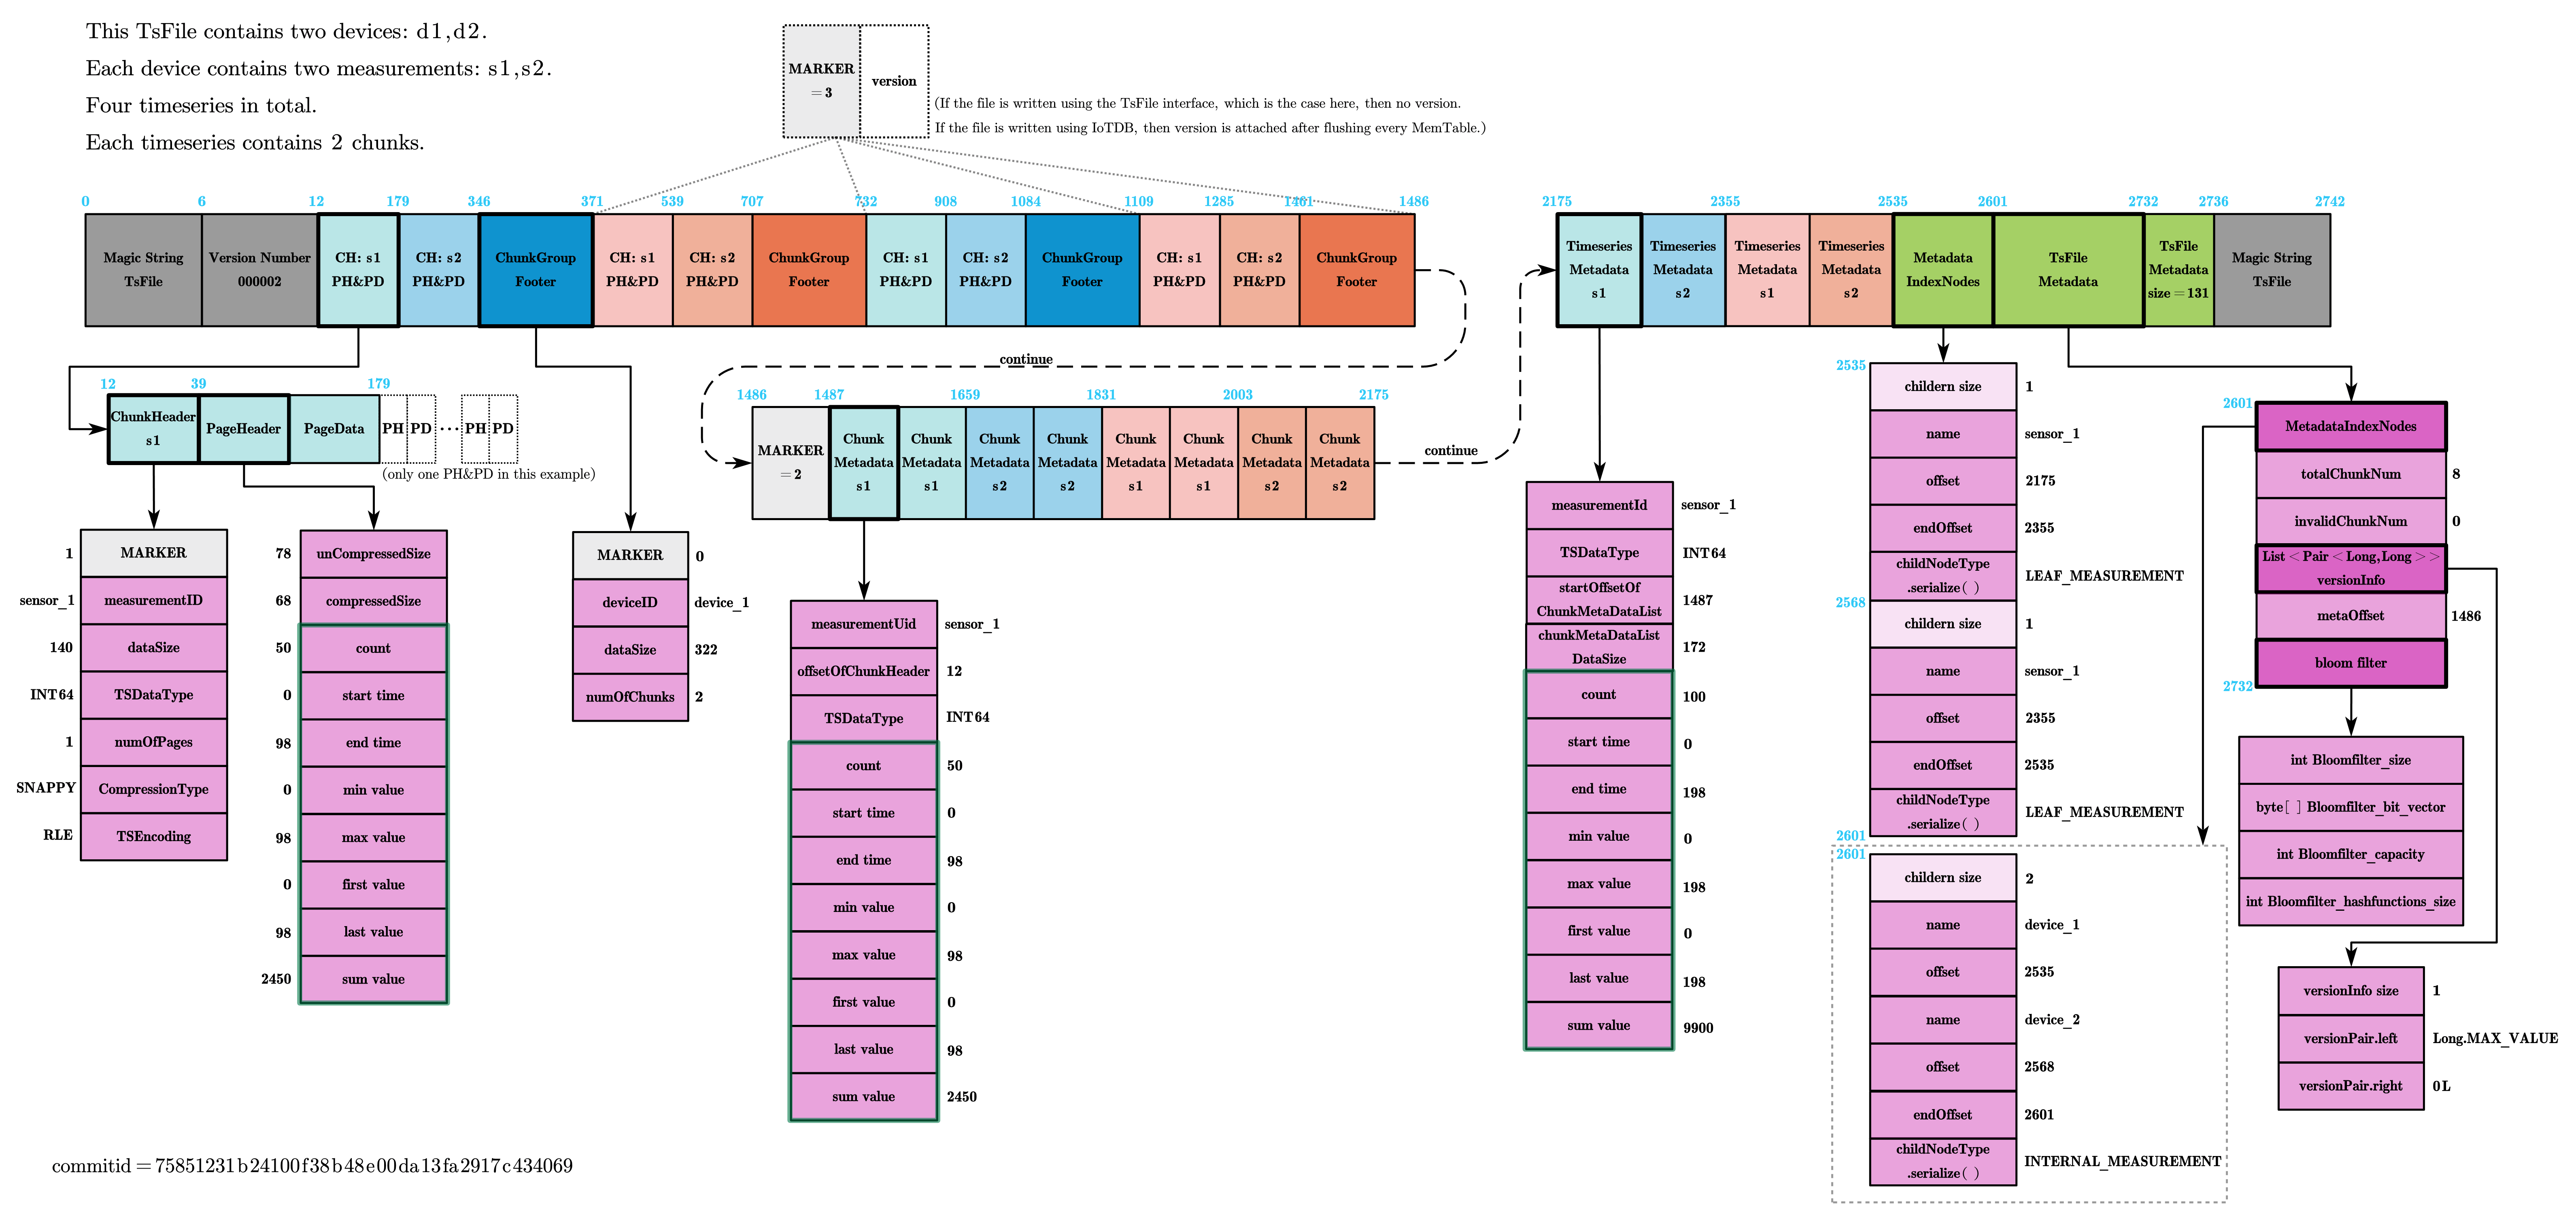 This TsFile contains two devices: d1,d2.
Each device contains two measurements: s1,s2.
Four timeseries in total.
Each timeseries contains 2 chunks.
MARKER
= 3
version
(If the file is written using the TsFile interface, which is the case here, then no version.
If the file is written using IoTDB, then version is attached after flushing every MemTable.)
0 6 12 179 346 371 539 707 732 908 1084 1109 1285 1461 1486
Magic String
TsFile
Version Number
000002
CH: s1
PH&PD
CH: s2
PH&PD
ChunkGroup
Footer
CH: s1
PH&PD
CH: s2
PH&PD
ChunkGroup
Footer
CH: s1
PH&PD
CH: s2
PH&PD
ChunkGroup
Footer
CH: s1
PH&PD
CH: s2
PH&PD
ChunkGroup
Footer
2175 2355 2535 2601 2732 2736 2742
Timeseries
Metadata
s1
Timeseries
Metadata
s2
Timeseries
Metadata
s1
Timeseries
Metadata
s2
Metadata
IndexNodes
TsFile
Metadata
TsFile
Metadata
size = 131
Magic String
TsFile
continue
12 39 179
ChunkHeader
s1
PageHeader
PageData
PH PD ··· PH PD
(only one PH&PD in this example)
1486 1487 1659 1831 2003 2175
MARKER
= 2
Chunk
Metadata
s1
Chunk
Metadata
s1
Chunk
Metadata
s2
Chunk
Metadata
s2
Chunk
Metadata
s1
Chunk
Metadata
s1
Chunk
Metadata
s2
Chunk
Metadata
s2
continue
1 MARKER
sensor_1 measurementID
140 dataSize
INT64 TSDataType
1 numOfPages
SNAPPY CompressionType
RLE TSEncoding
78 unCompressedSize
68 compressedSize
50 count
0 start time
98 end time
0 min value
98 max value
0 first value
98 last value
2450 sum value
MARKER 0
deviceID device_1
dataSize 322
numOfChunks 2
measurementUid sensor_1
offsetOfChunkHeader 12
TSDataType INT64
count 50
start time 0
end time 98
min value 0
max value 98
first value 0
last value 98
sum value 2450
measurementId sensor_1
TSDataType INT64
startOffsetOf
ChunkMetaDataList
1487
chunkMetaDataList
DataSize
172
count 100
start time 0
end time 198
min value 0
max value 198
first value 0
last value 198
sum value 9900
2535
childern size 1
name sensor_1
offset 2175
endOffset 2355
childNodeType
.serialize( )
LEAF_MEASUREMENT
2568
childern size 1
name sensor_1
offset 2355
endOffset 2535
childNodeType
.serialize( )
LEAF_MEASUREMENT
2601
2601
childern size 2
name device_1
offset 2535
name device_2
offset 2568
endOffset 2601
childNodeType
.serialize( )
INTERNAL_MEASUREMENT
2601
MetadataIndexNodes
totalChunkNum 8
invalidChunkNum 0
List < Pair < Long,Long > >
versionInfo
metaOffset 1486
bloom filter
2732
int Bloomfilter_size
byte[ ] Bloomfilter_bit_vector
int Bloomfilter_capacity
int Bloomfilter_hashfunctions_size
versionInfo size 1
versionPair.left Long.MAX_VALUE
versionPair.right 0L
commitid = 75851231b24100f38b48e00da13fa2917c434069